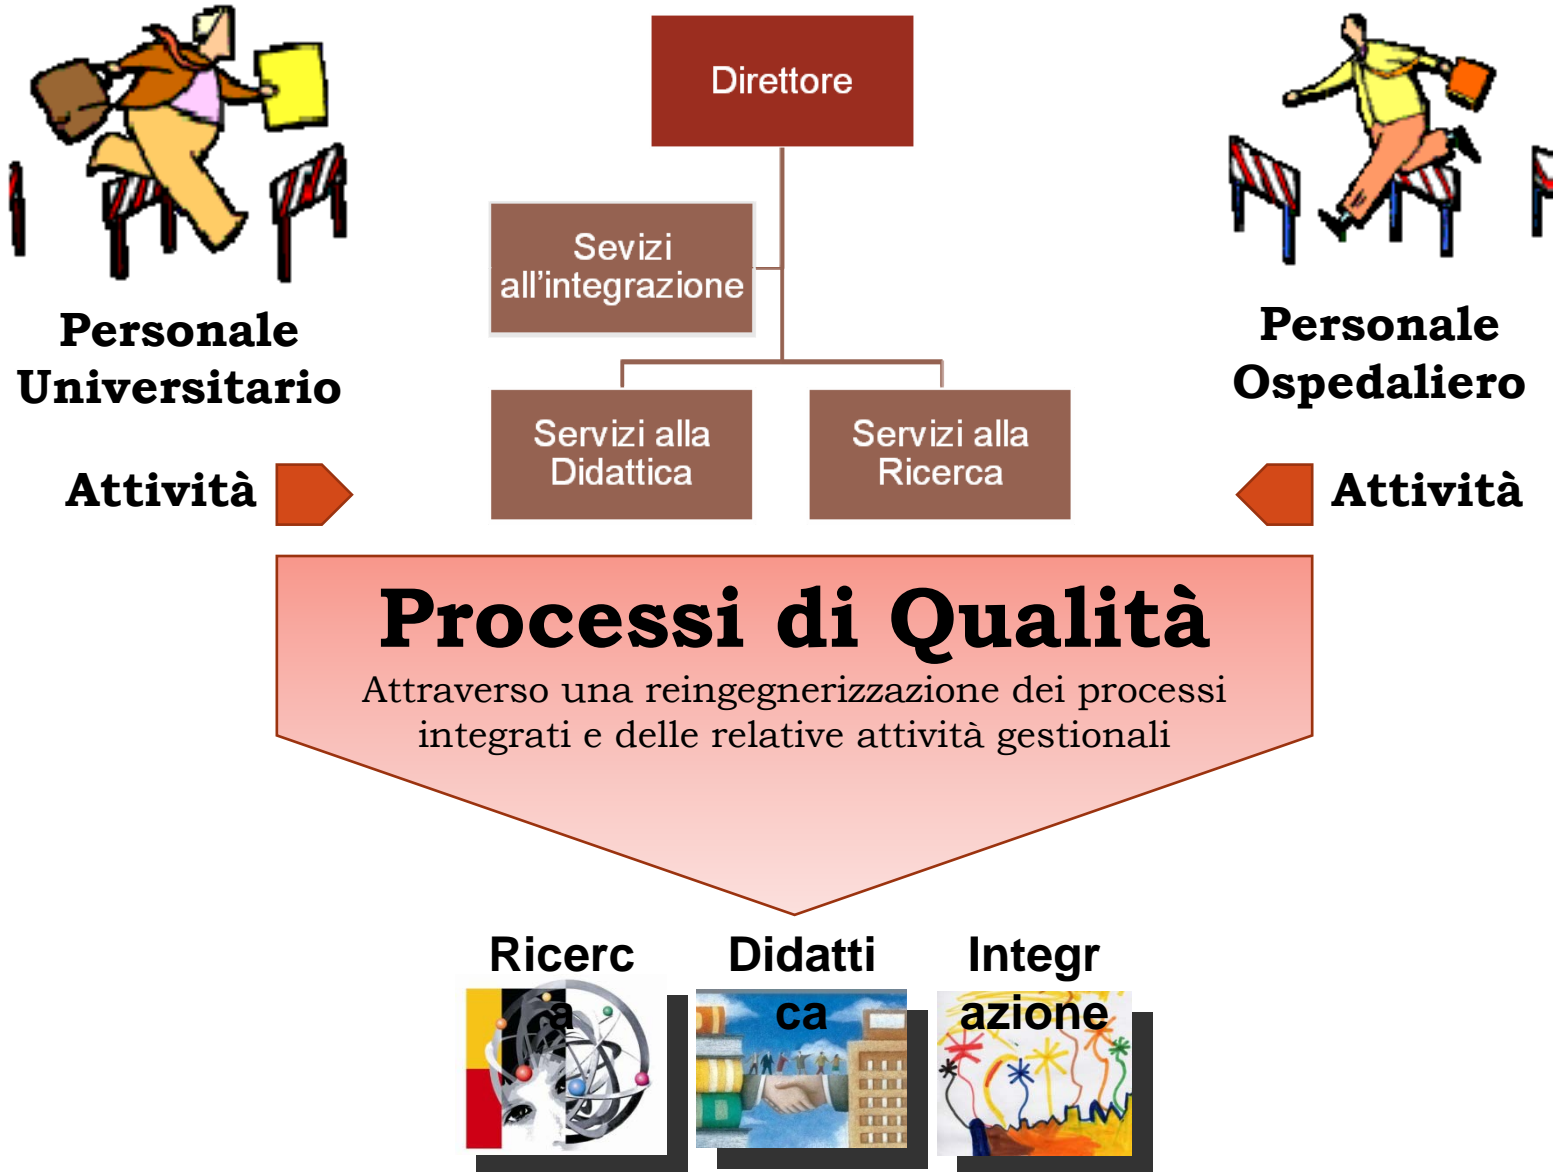 Direttore
Sevizi
all'integrazione
Personale
Universitario
Personale
Ospedaliero
Servizi alla
Didattica
Servizi alla
Ricerca
Attività
Attività
Processi di Qualità
Attraverso una reingegnerizzazione dei processi
integrati e delle relative attività gestionali
Ricerc
a
Didatti
ca
Integr
azione